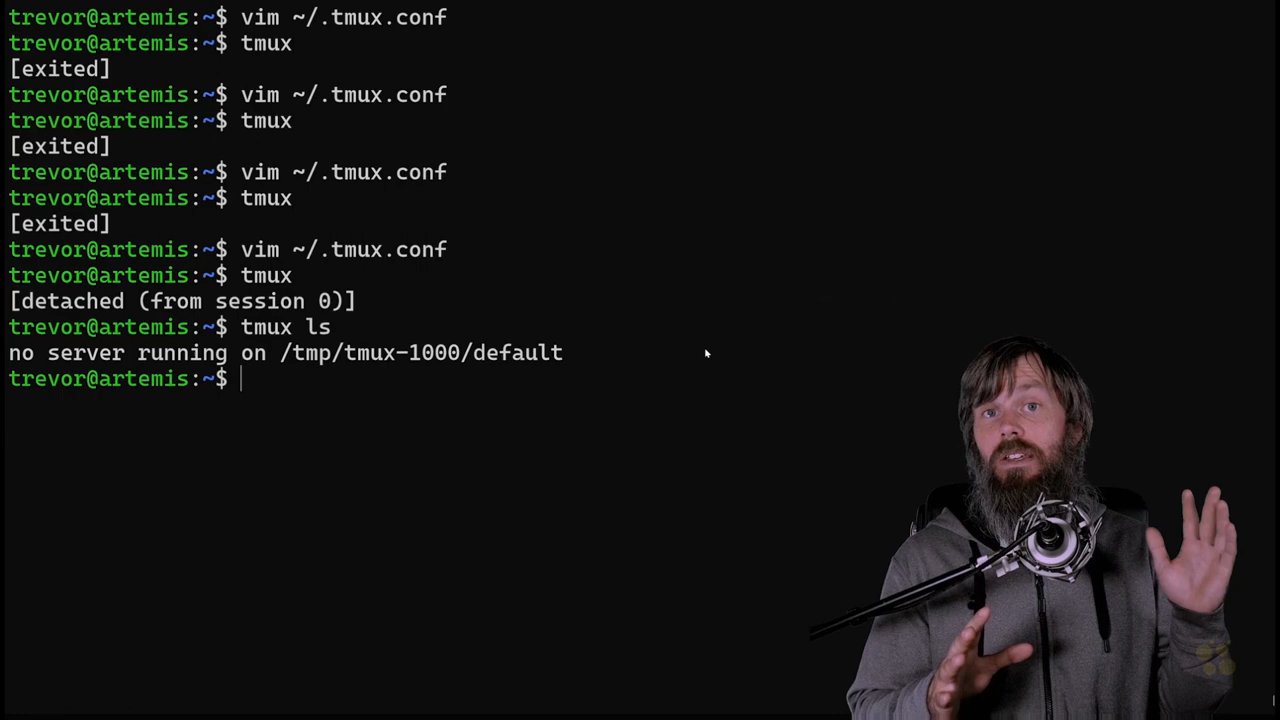 trevor@artemis:~$ vim ~/.tmux.conf
trevor@artemis:~$ tmux
[exited]
trevor@artemis:~$ vim ~/.tmux.conf
trevor@artemis:~$ tmux
[exited]
trevor@artemis:~$ vim ~/.tmux.conf
trevor@artemis:~$ tmux
[exited]
trevor@artemis:~$ vim ~/.tmux.conf
trevor@artemis:~$ tmux
[detached (from session 0)]
trevor@artemis:~$ tmux ls
no server running on /tmp/tmux-1000/default
trevor@artemis:~$